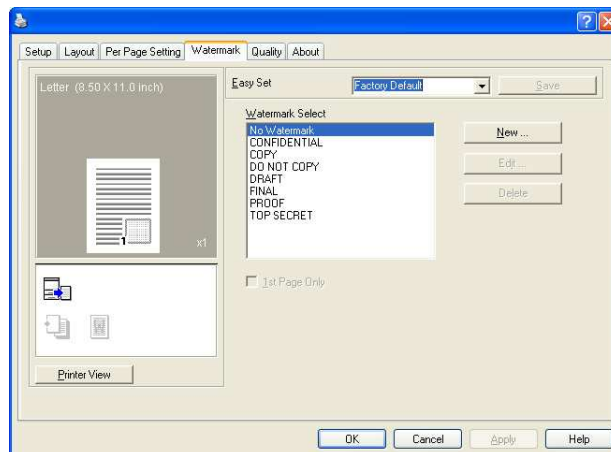 Setup Layout Per Page Setting Watermark Quality About
Letter (8.50 X 11.0 inch)
Easy Set Factory Default Save
Watermark Select
No Watermark
CONFIDENTIAL
COPY
DO NOT COPY
DRAFT
FINAL
PROOF
TOP SECRET
New ...
Edit ...
Delete
1
x1
1st Page Only
Printer View
OK Cancel Apply Help